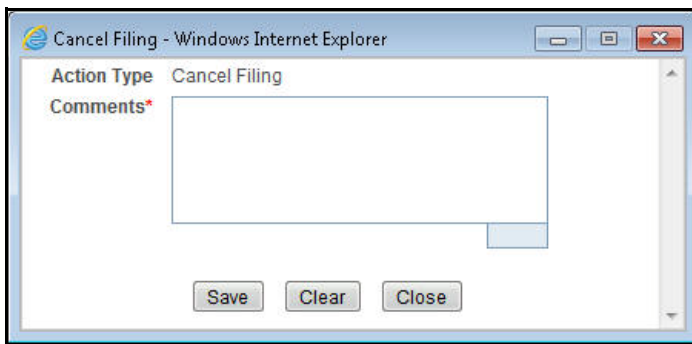 Cancel Filing - Windows Internet Explorer
Action Type Cancel Filing
Comments*
Save Clear Close